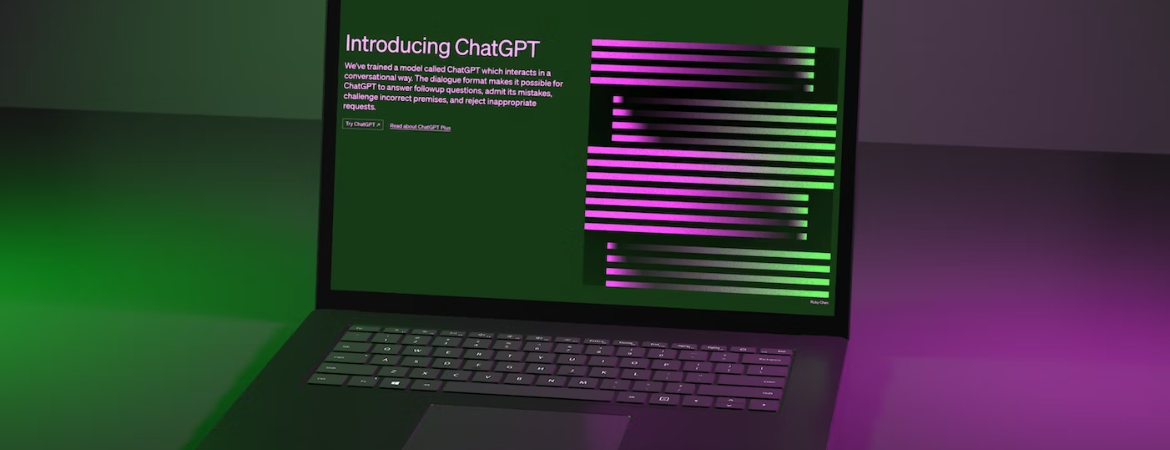 Introducing ChatGPT
We've trained a model called ChatGPT which interacts in a
conversational way. The dialogue format makes it possible for
ChatGPT to answer followup questions, admit its mistakes,
challenge incorrect premises, and reject inappropriate
requests.
Try ChatGPT ↗ Read about ChatGPT Plus
Ruby Chen
Q W E R T Y U I O P
A S D F G H J K L
Z X C V B N M